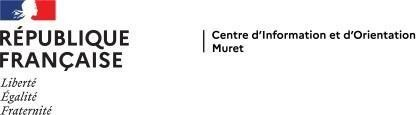 RÉPUBLIQUE
FRANÇAISE
Liberté
Égalité
Fraternité
Centre d'Information et d'Orientation
Muret